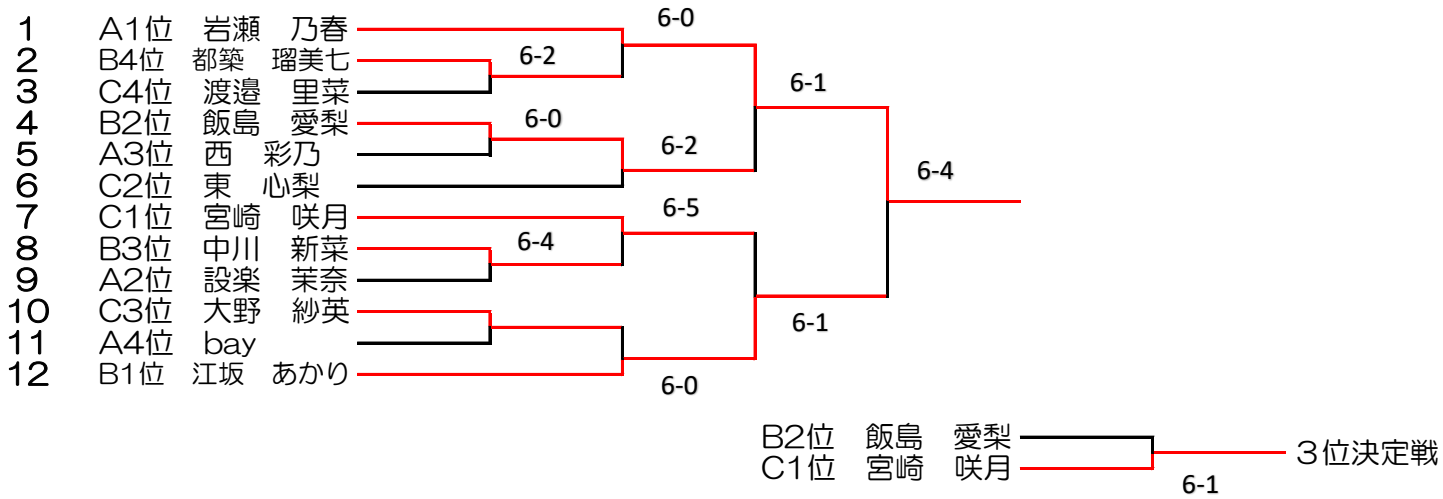 6-0
1 A1位 岩瀬 乃春
2 B4位 都築 瑠美七
6-2
3 C4位 渡邉 里菜
6-1
4 B2位 飯島 愛梨
6-0
5 A3位 西 彩乃
6-2
6 C2位 東 心梨
6-4
7 C1位 宮崎 咲月
6-5
8 B3位 中川 新菜
6-4
9 A2位 設楽 茉奈
10 C3位 大野 紗英
6-1
11 A4位 bay
12 B1位 江坂 あかり
6-0
B2位 飯島 愛梨
3位決定戦
C1位 宮崎 咲月
6-1